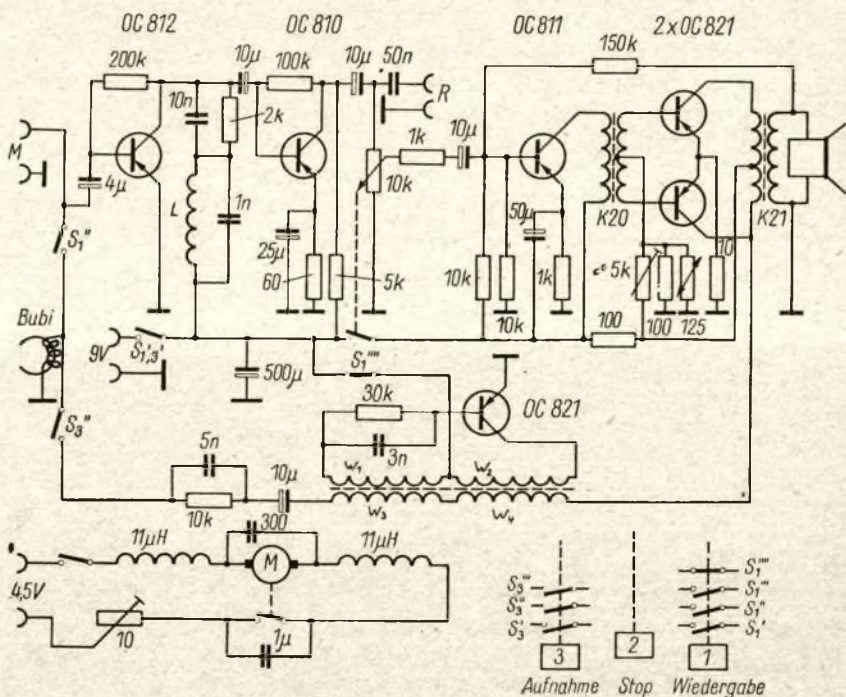 OC 812 OC 810 OC 811 2 x OC 821
200k 10µ 100k 10µ 50n 150k
R
10n 2k 1k 10µ
M
4µ 10k
L 1n 50µ K20 K21
S₁''
25µ 60 5k 10k 10k 1k 5k 100 125 10
Bubi
9V S₁',₃' S₁'''' 100
500µ
30k OC 821
S₃''
5n 3n
W₁ W₂
10µ
10k W₃ W₄
300
11µH M 11µH
4,5V
10 1µ
S₃''' S₁''''
S₃'' S₁'''
S₃' S₁''
S₁'
3 2 1
Aufnahme Stop Wiedergabe